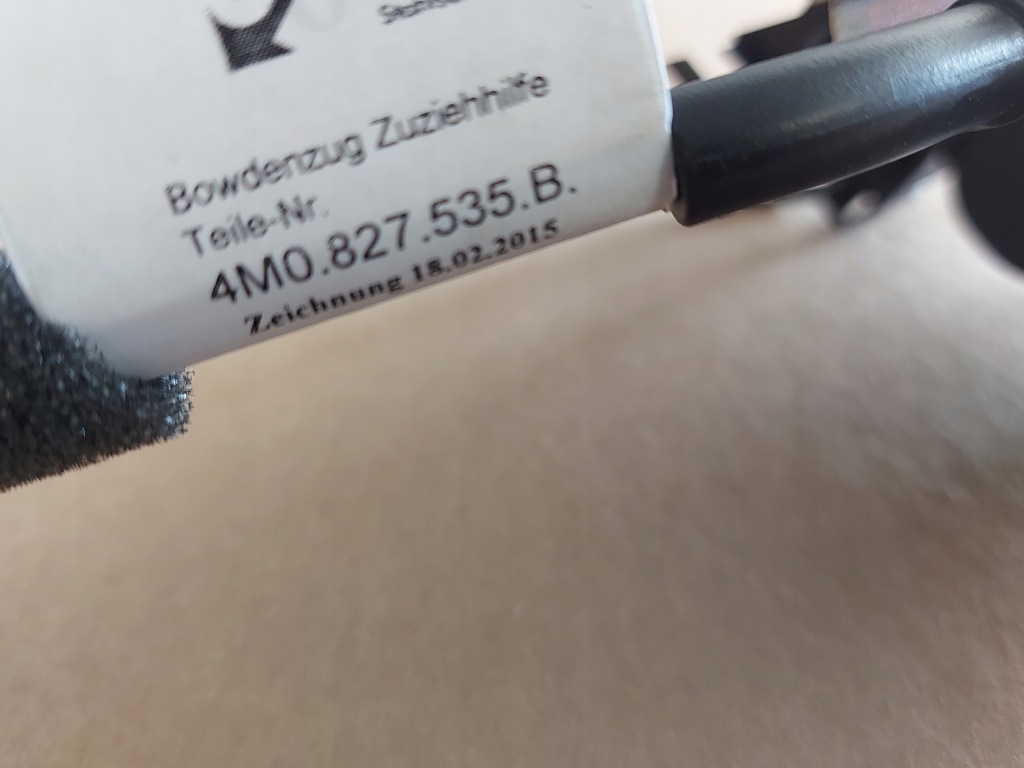 Bowdenzug Zuziehhilfe
Teile-Nr.
4M0.827.535.B.
Zeichnung 18.02.2015